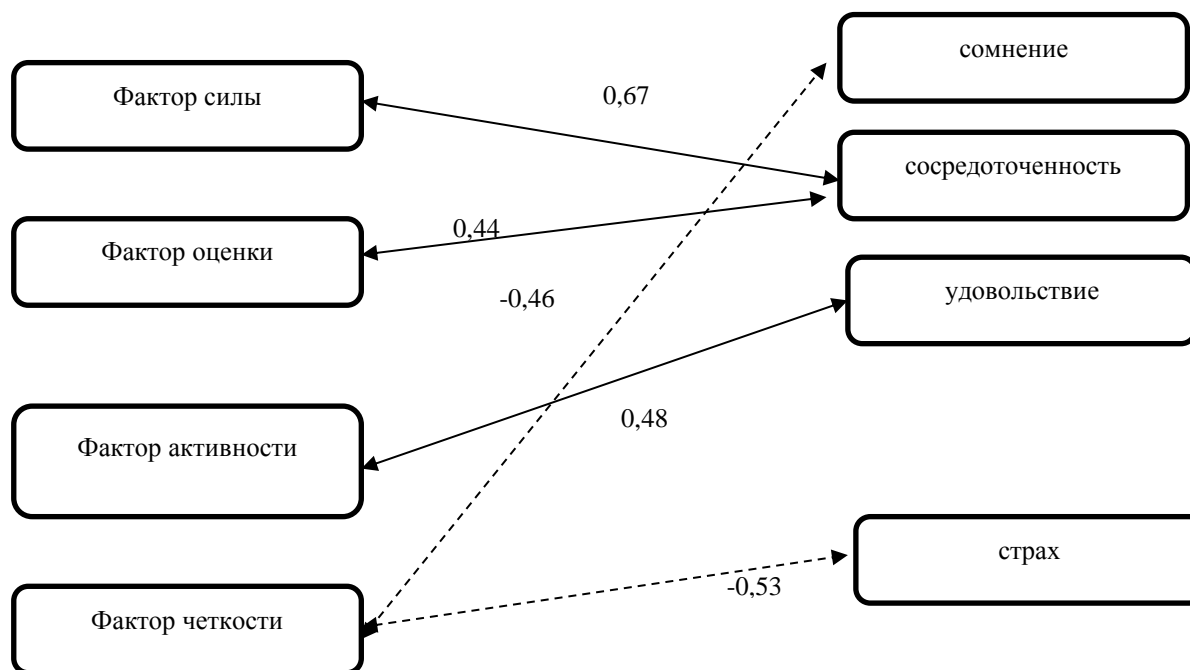 сомнение
Фактор силы
0,67
сосредоточенность
0,44
Фактор оценки
-0,46
удовольствие
0,48
Фактор активности
страх
-0,53
Фактор четкости